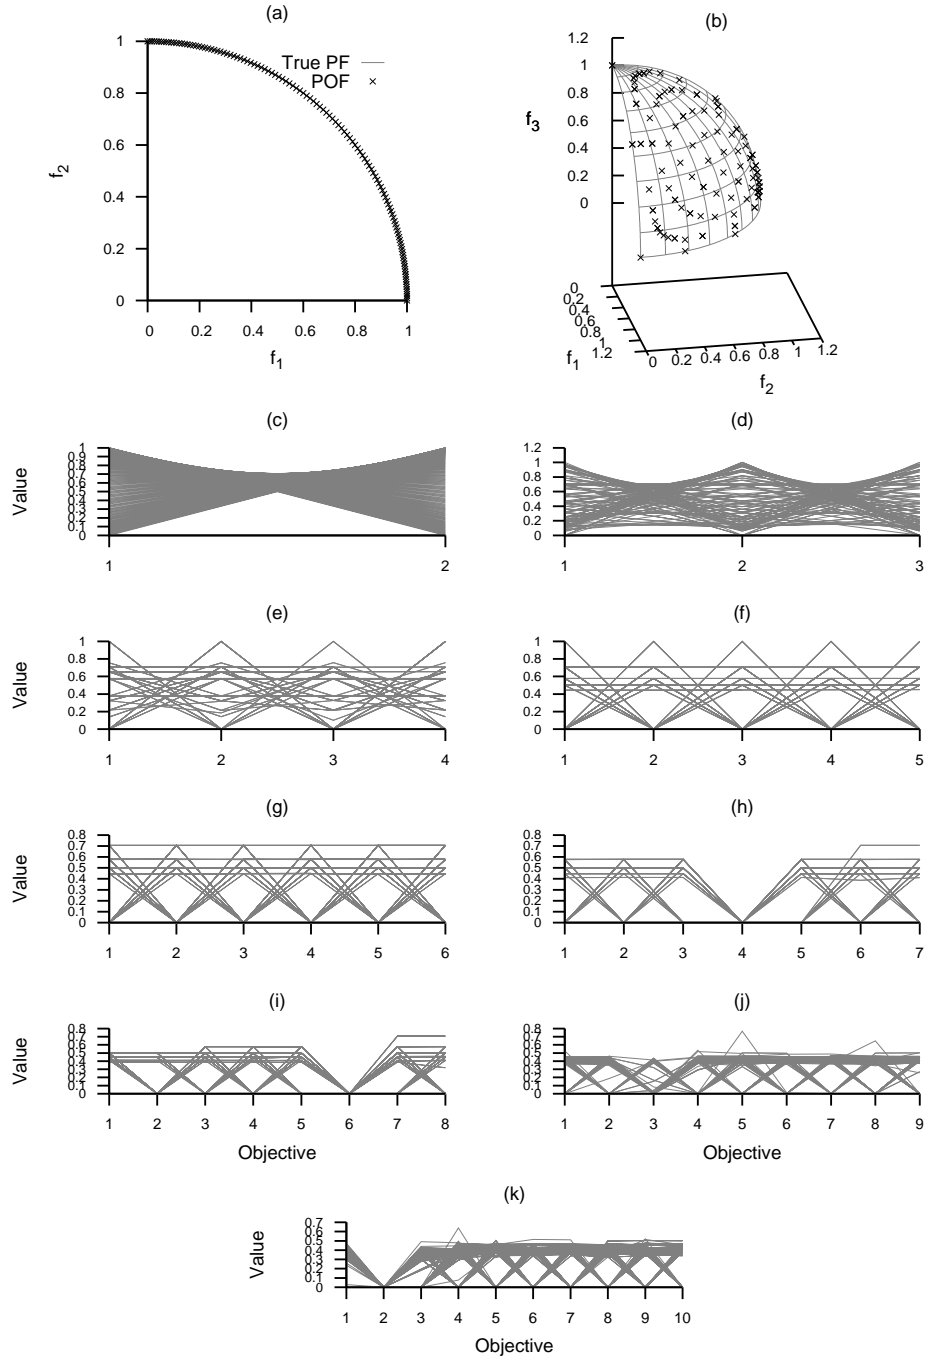 (a)
1
0.8
0.6
0.4
0.2
0
f2
True PF
POF
0 0.2 0.4 0.6 0.8 1
f1
(b)
1.2
1
0.8
0.6
0.4
0.2
0
f3
0
0.2
0.4
0.6
0.8
1
1.2
f1
0 0.2 0.4 0.6 0.8 1 1.2
f2
(c)
1
0.9
0.8
0.7
0.6
0.5
0.4
0.3
0.2
0.1
0
Value
1 2
(d)
1.2
1
0.8
0.6
0.4
0.2
0
1 2 3
(e)
1
0.8
0.6
0.4
0.2
0
Value
1 2 3 4
(f)
1
0.8
0.6
0.4
0.2
0
1 2 3 4 5
(g)
0.8
0.7
0.6
0.5
0.4
0.3
0.2
0.1
0
Value
1 2 3 4 5 6
(h)
0.8
0.7
0.6
0.5
0.4
0.3
0.2
0.1
0
1 2 3 4 5 6 7
(i)
0.8
0.7
0.6
0.5
0.4
0.3
0.2
0.1
0
Value
1 2 3 4 5 6 7 8
Objective
(j)
0.8
0.7
0.6
0.5
0.4
0.3
0.2
0.1
0
1 2 3 4 5 6 7 8 9
Objective
(k)
0.7
0.6
0.5
0.4
0.3
0.2
0.1
0
Value
1 2 3 4 5 6 7 8 9 10
Objective